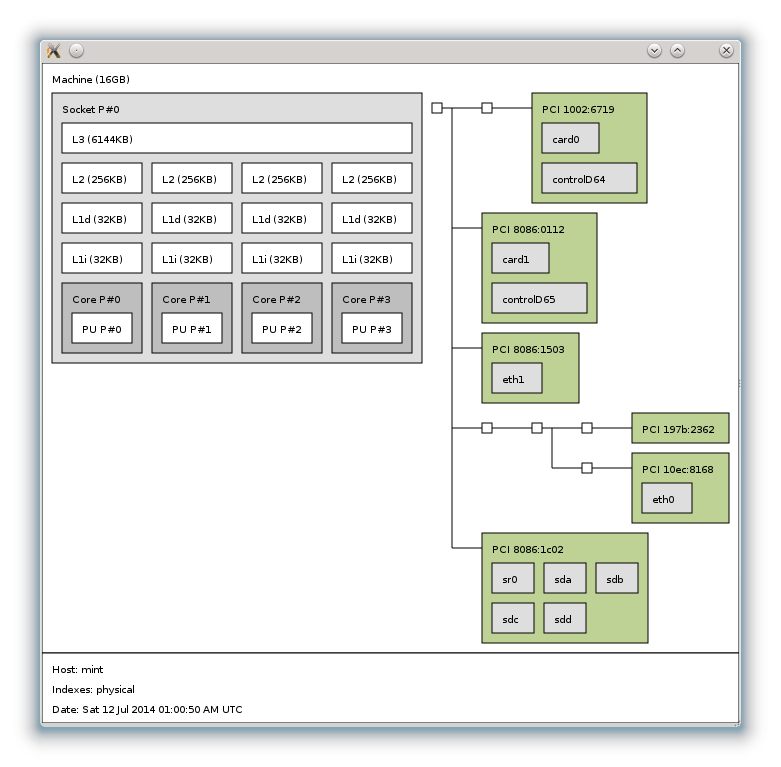 Machine (16GB)
Socket P#0
L3 (6144KB)
L2 (256KB) L2 (256KB) L2 (256KB) L2 (256KB)
L1d (32KB) L1d (32KB) L1d (32KB) L1d (32KB)
L1i (32KB) L1i (32KB) L1i (32KB) L1i (32KB)
Core P#0 Core P#1 Core P#2 Core P#3
PU P#0 PU P#1 PU P#2 PU P#3
PCI 1002:6719
card0
controlD64
PCI 8086:0112
card1
controlD65
PCI 8086:1503
eth1
PCI 197b:2362
PCI 10ec:8168
eth0
PCI 8086:1c02
sr0 sda sdb
sdc sdd
Host: mint
Indexes: physical
Date: Sat 12 Jul 2014 01:00:50 AM UTC